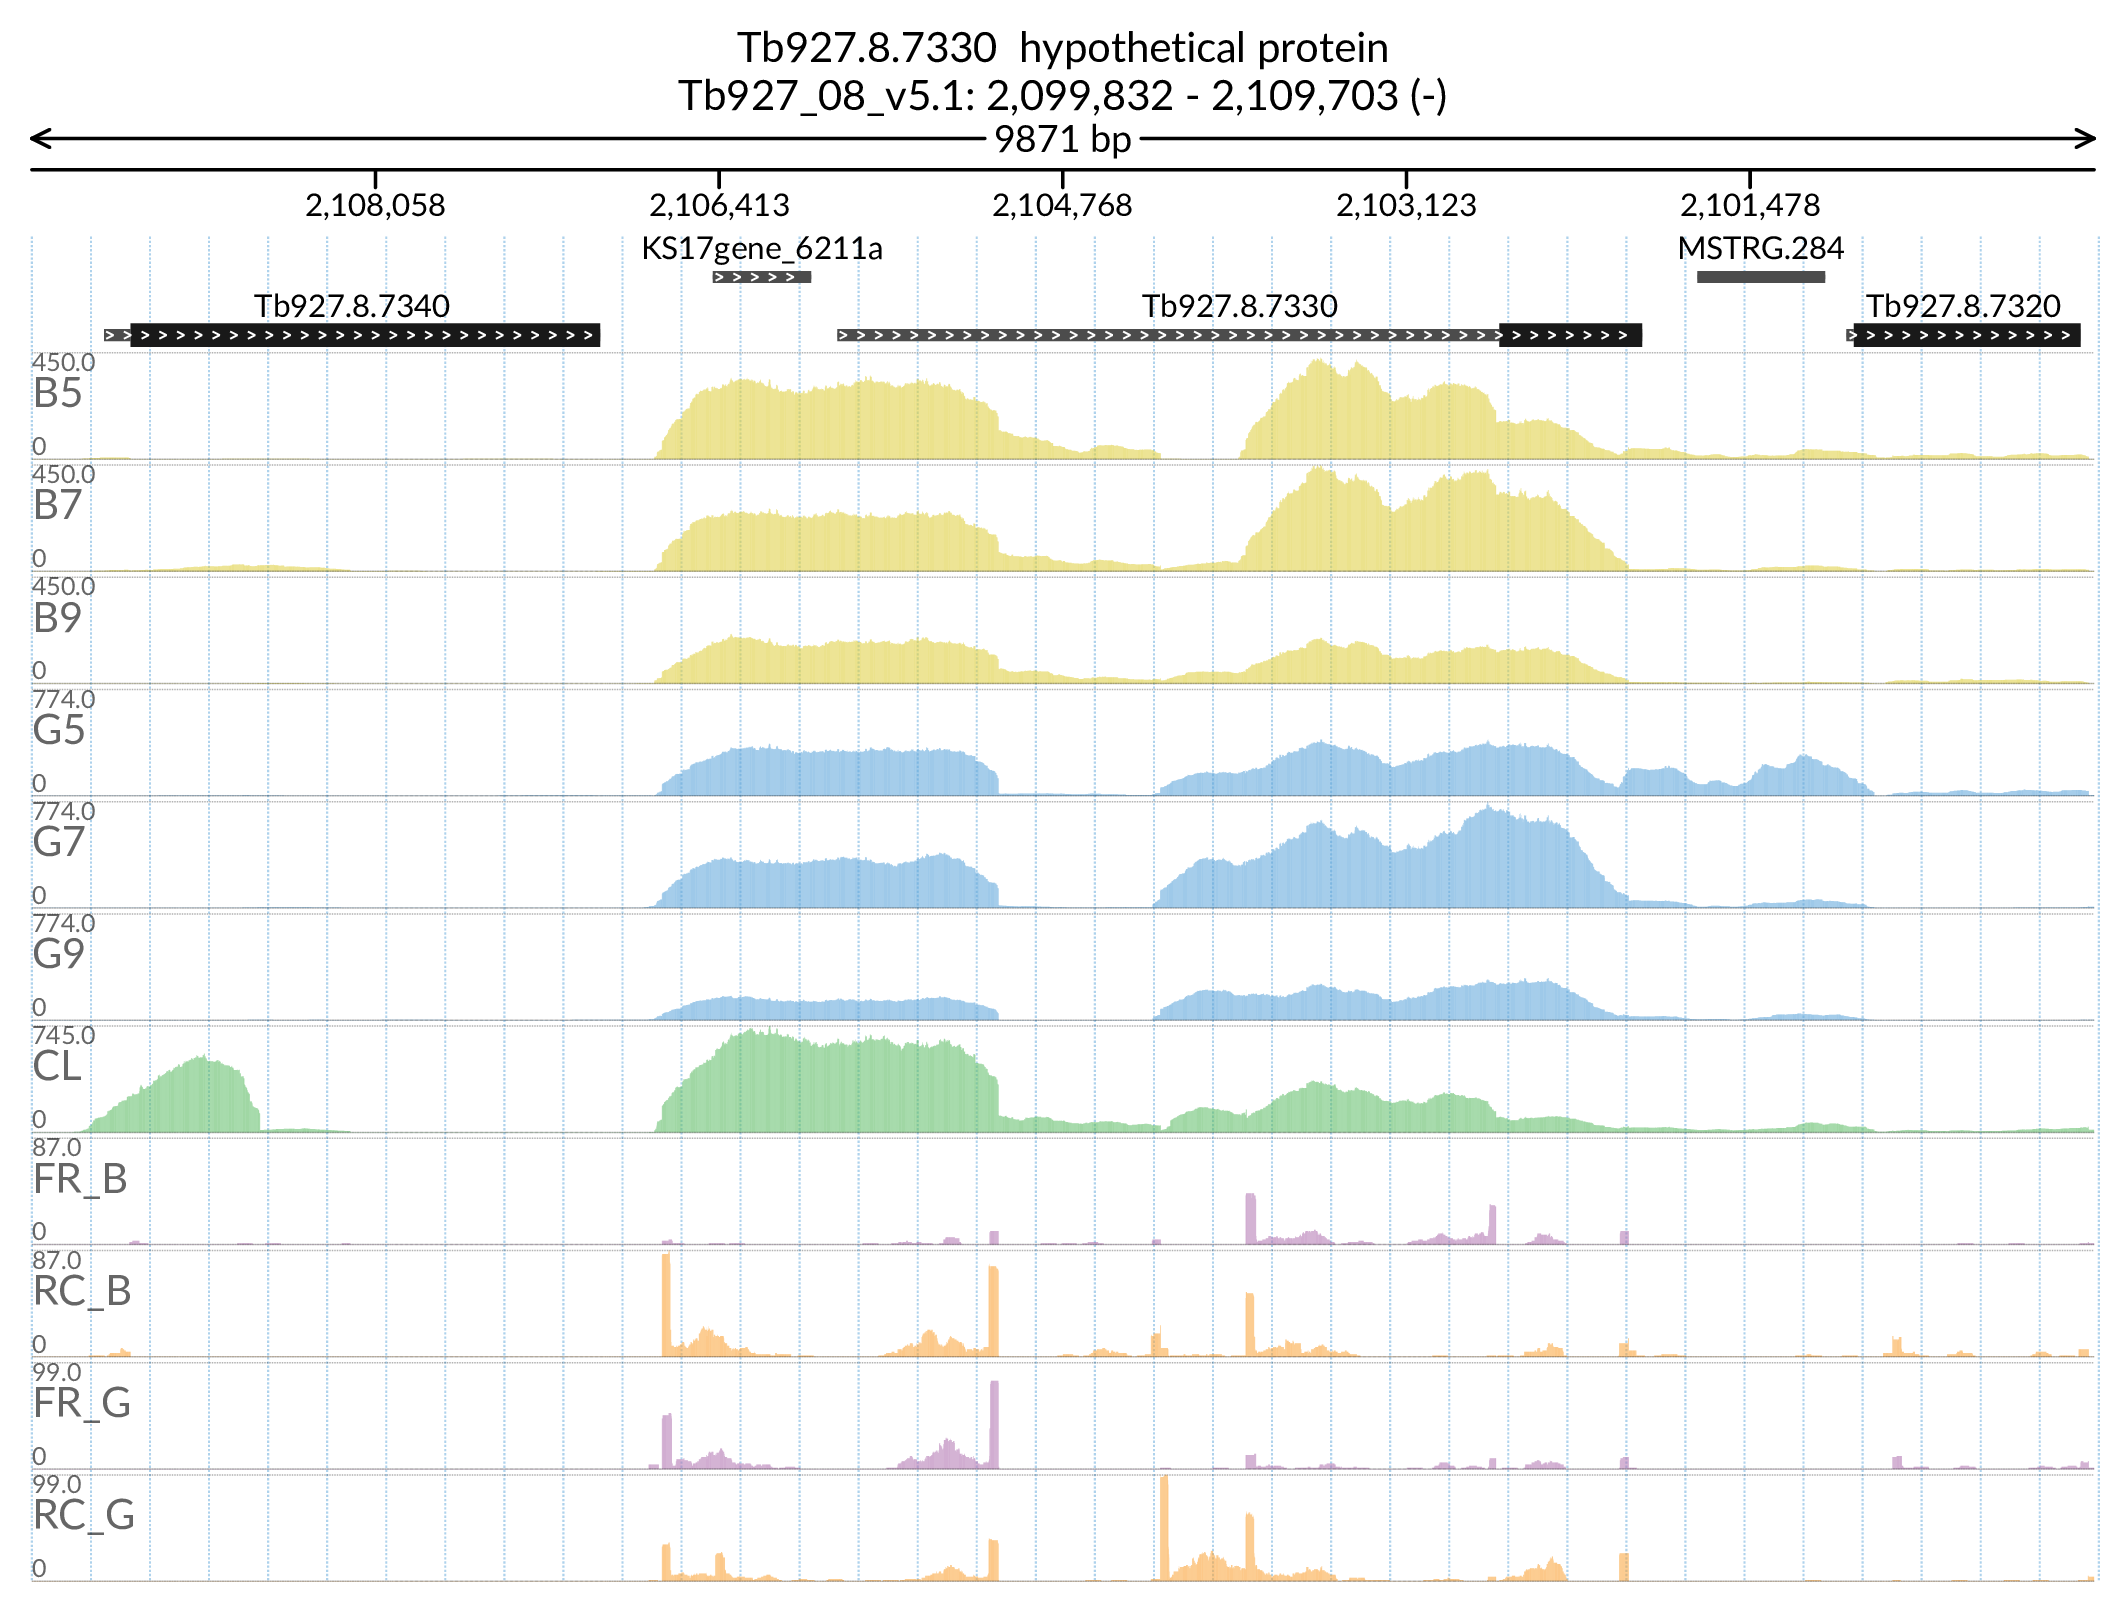 Tb927.8.7330 hypothetical protein
Tb927_08_v5.1: 2,099,832 - 2,109,703 (-)
9871 bp
2,108,058 2,106,413 2,104,768 2,103,123 2,101,478
KS17gene_6211a MSTRG.284
Tb927.8.7340 Tb927.8.7330 Tb927.8.7320
450.0
B5
0
450.0
B7
0
450.0
B9
0
774.0
G5
0
774.0
G7
0
774.0
G9
0
745.0
CL
0
87.0
FR_B
0
87.0
RC_B
0
99.0
FR_G
0
99.0
RC_G
0